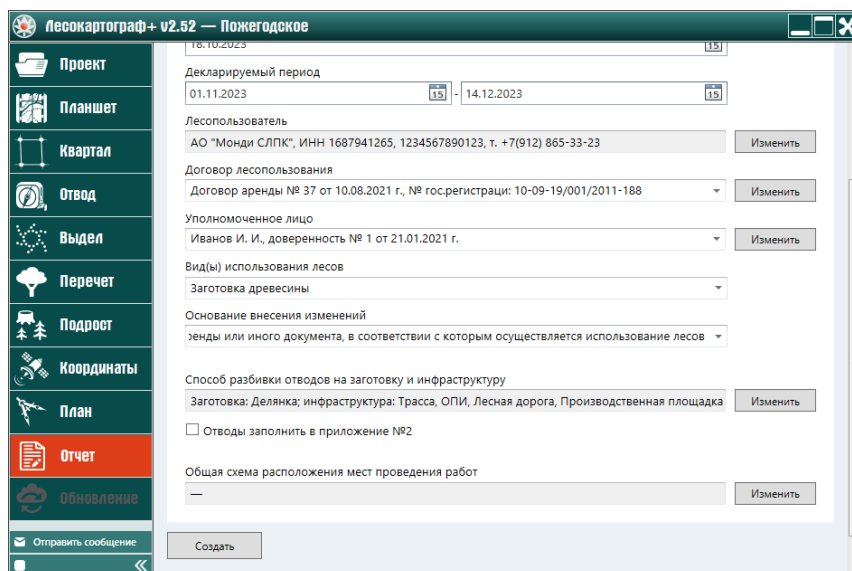 Лесокартограф+ v2.52 — Пожегодское
Проект
Планшет
Квартал
Отвод
Выдел
Перечет
Подрост
Координаты
План
Отчет
Обновление
Отправить сообщение
18.10.2023
15
Декларируемый период
01.11.2023 15 - 14.12.2023 15
Лесопользователь
АО "Монди СЛПК", ИНН 1687941265, 1234567890123, т. +7(912) 865-33-23 Изменить
Договор лесопользования
Договор аренды № 37 от 10.08.2021 г., № гос.регистраци: 10-09-19/001/2011-188 Изменить
Уполномоченное лицо
Иванов И. И., доверенность № 1 от 21.01.2021 г. Изменить
Вид(ы) использования лесов
Заготовка древесины
Основание внесения изменений
ренды или иного документа, в соответствии с которым осуществляется использование лесов
Способ разбивки отводов на заготовку и инфраструктуру
Заготовка: Делянка; инфраструктура: Трасса, ОПИ, Лесная дорога, Производственная площадка Изменить
Отводы заполнить в приложение №2
Общая схема расположения мест проведения работ
— Изменить
Создать